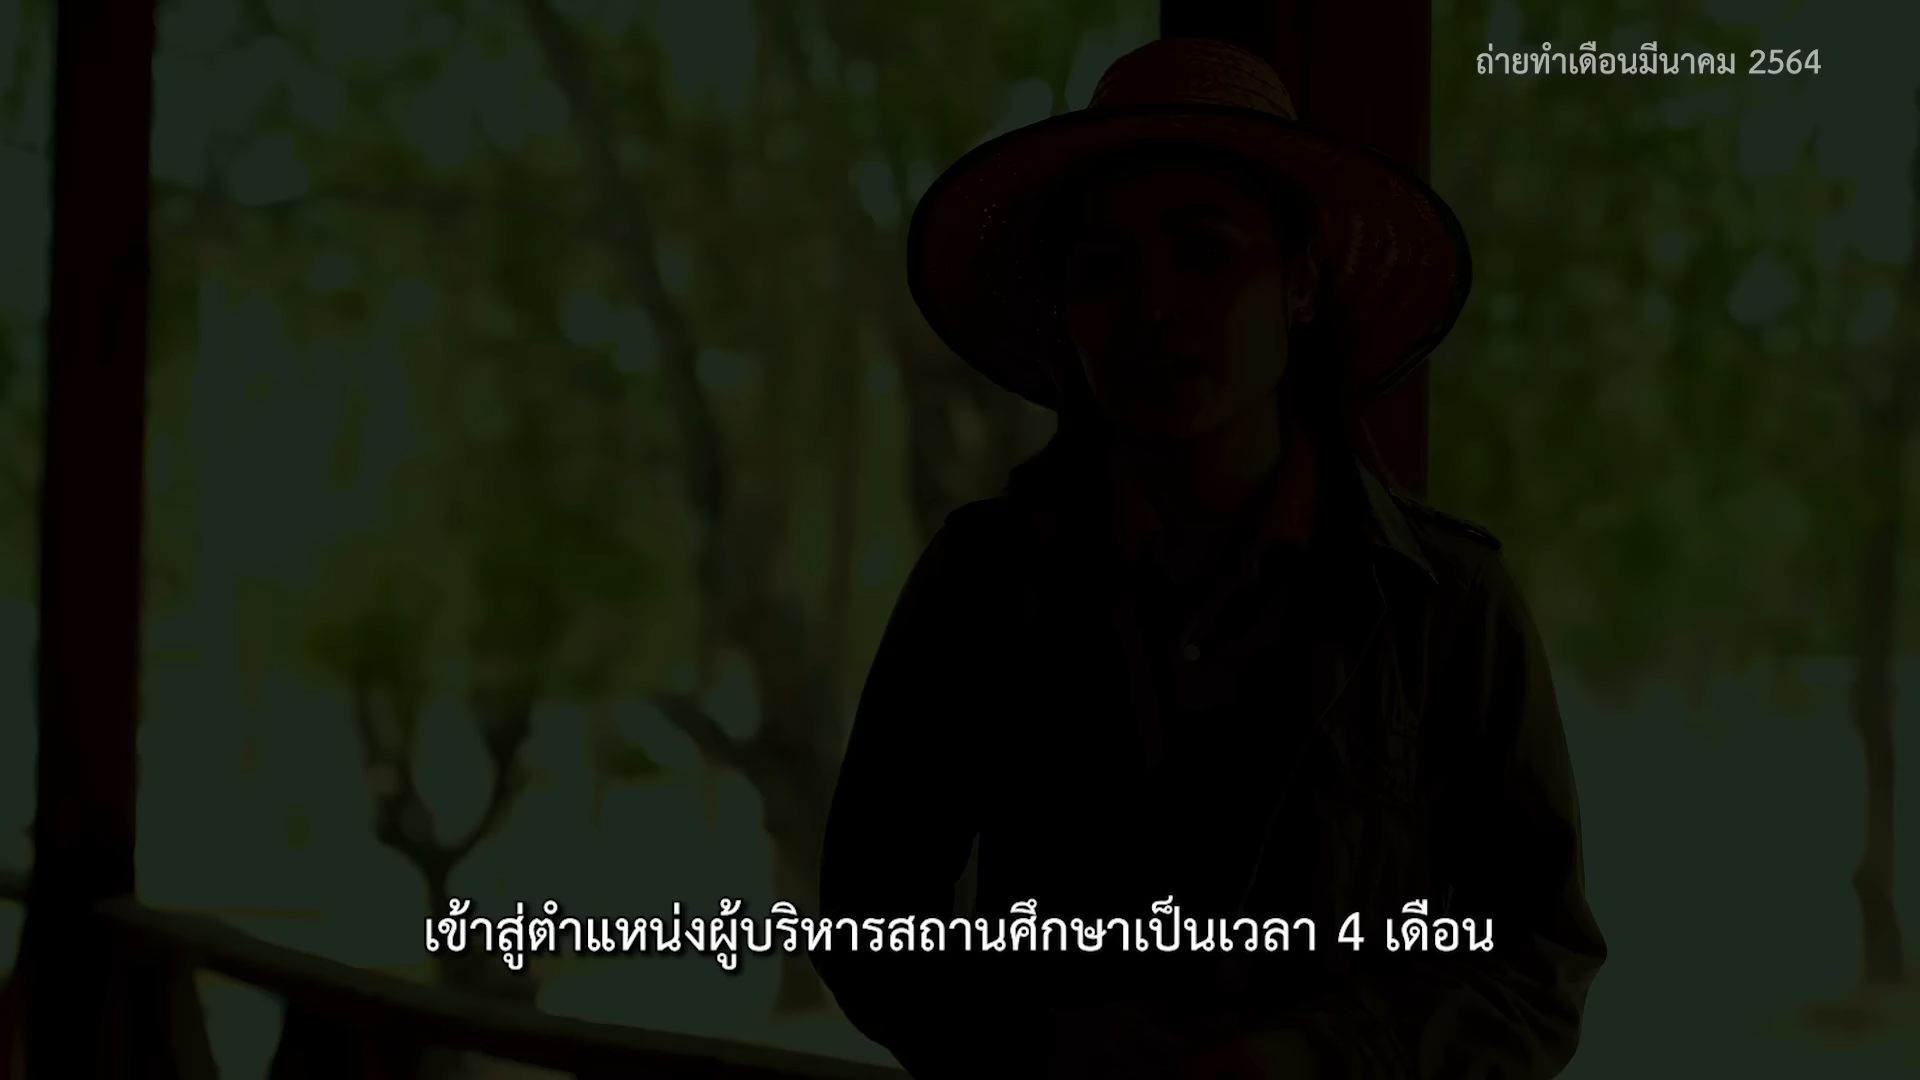 ถ่ายทำเดือนมีนาคม 2564
เข้าสู่ตำแหน่งผู้บริหารสถานศึกษาเป็นเวลา 4 เดือน